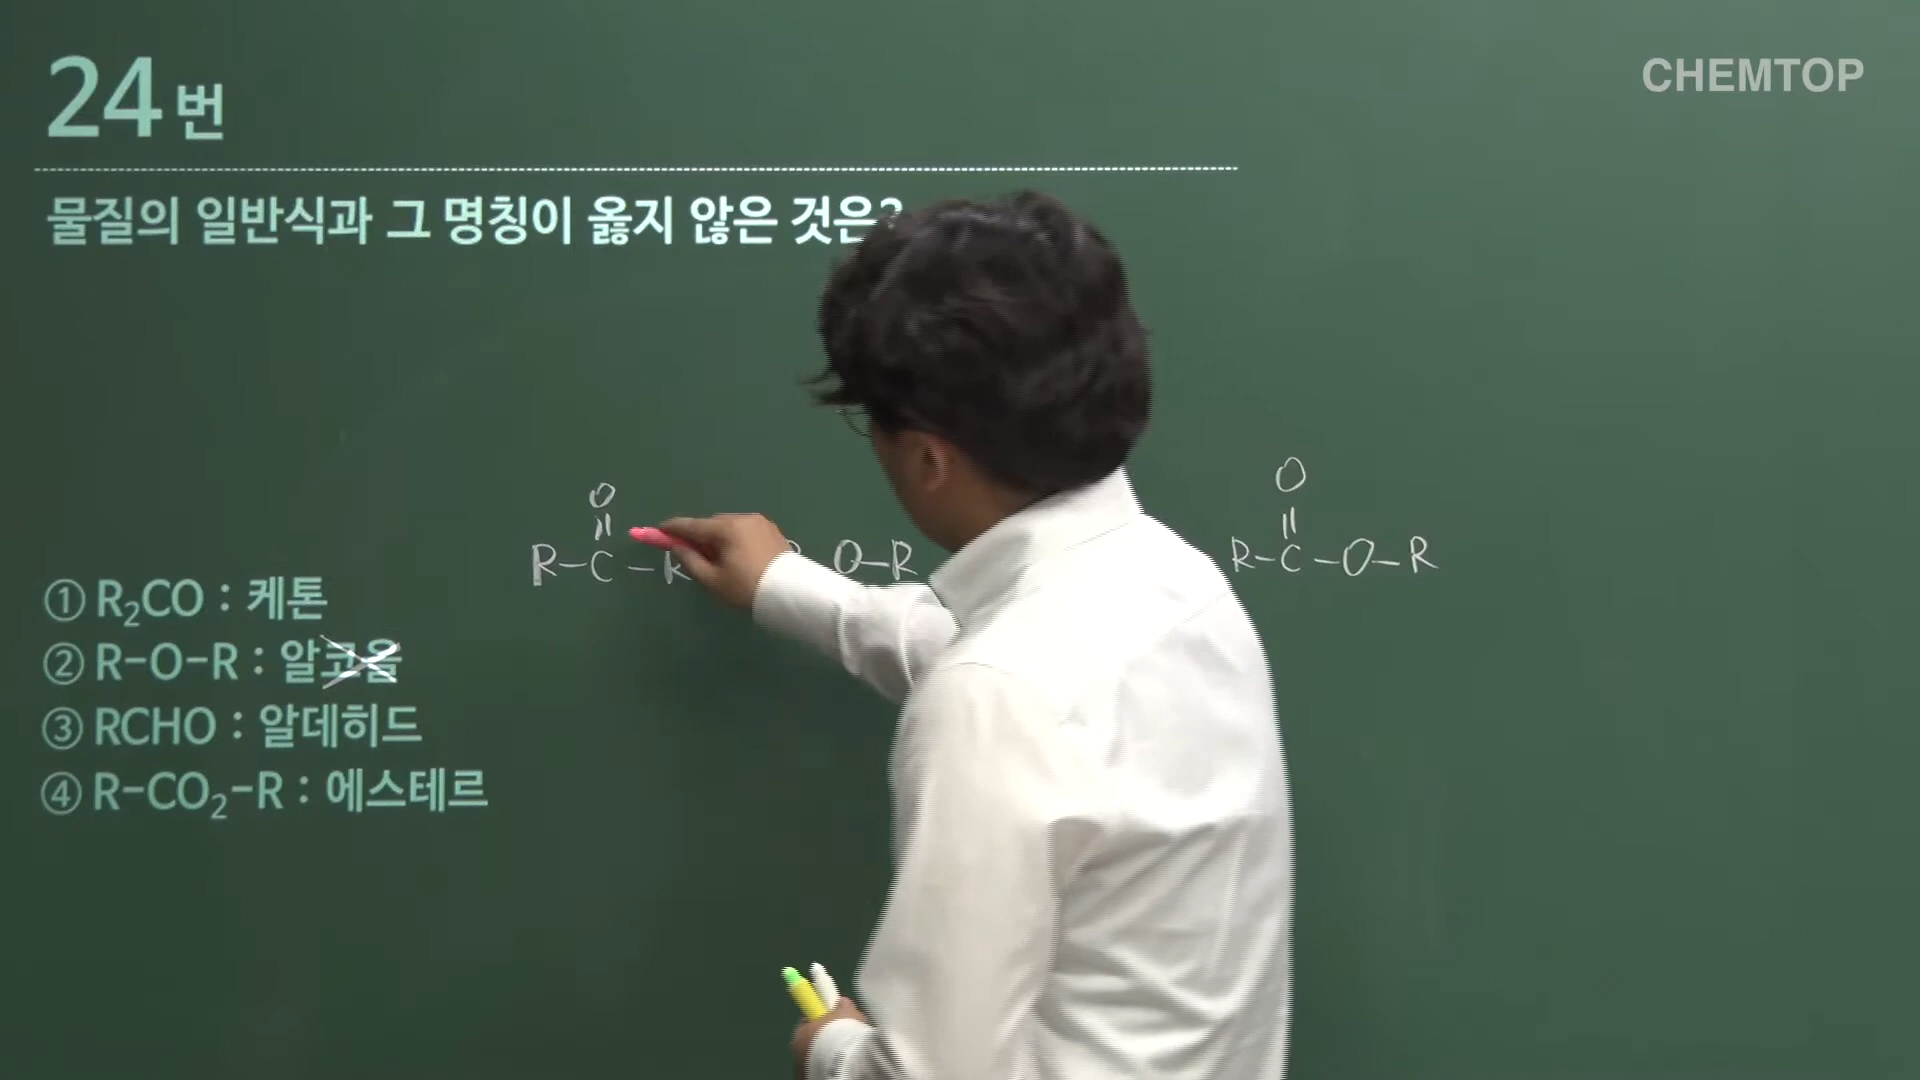 24번
CHEMTOP
물질의 일반식과 그 명칭이 옳지 않은 것은?
① R₂CO : 케톤
② R-O-R : 알코올
③ RCHO : 알데히드
④ R-CO₂-R : 에스테르
O
R-C-R
O-R
O
R-C-O-R